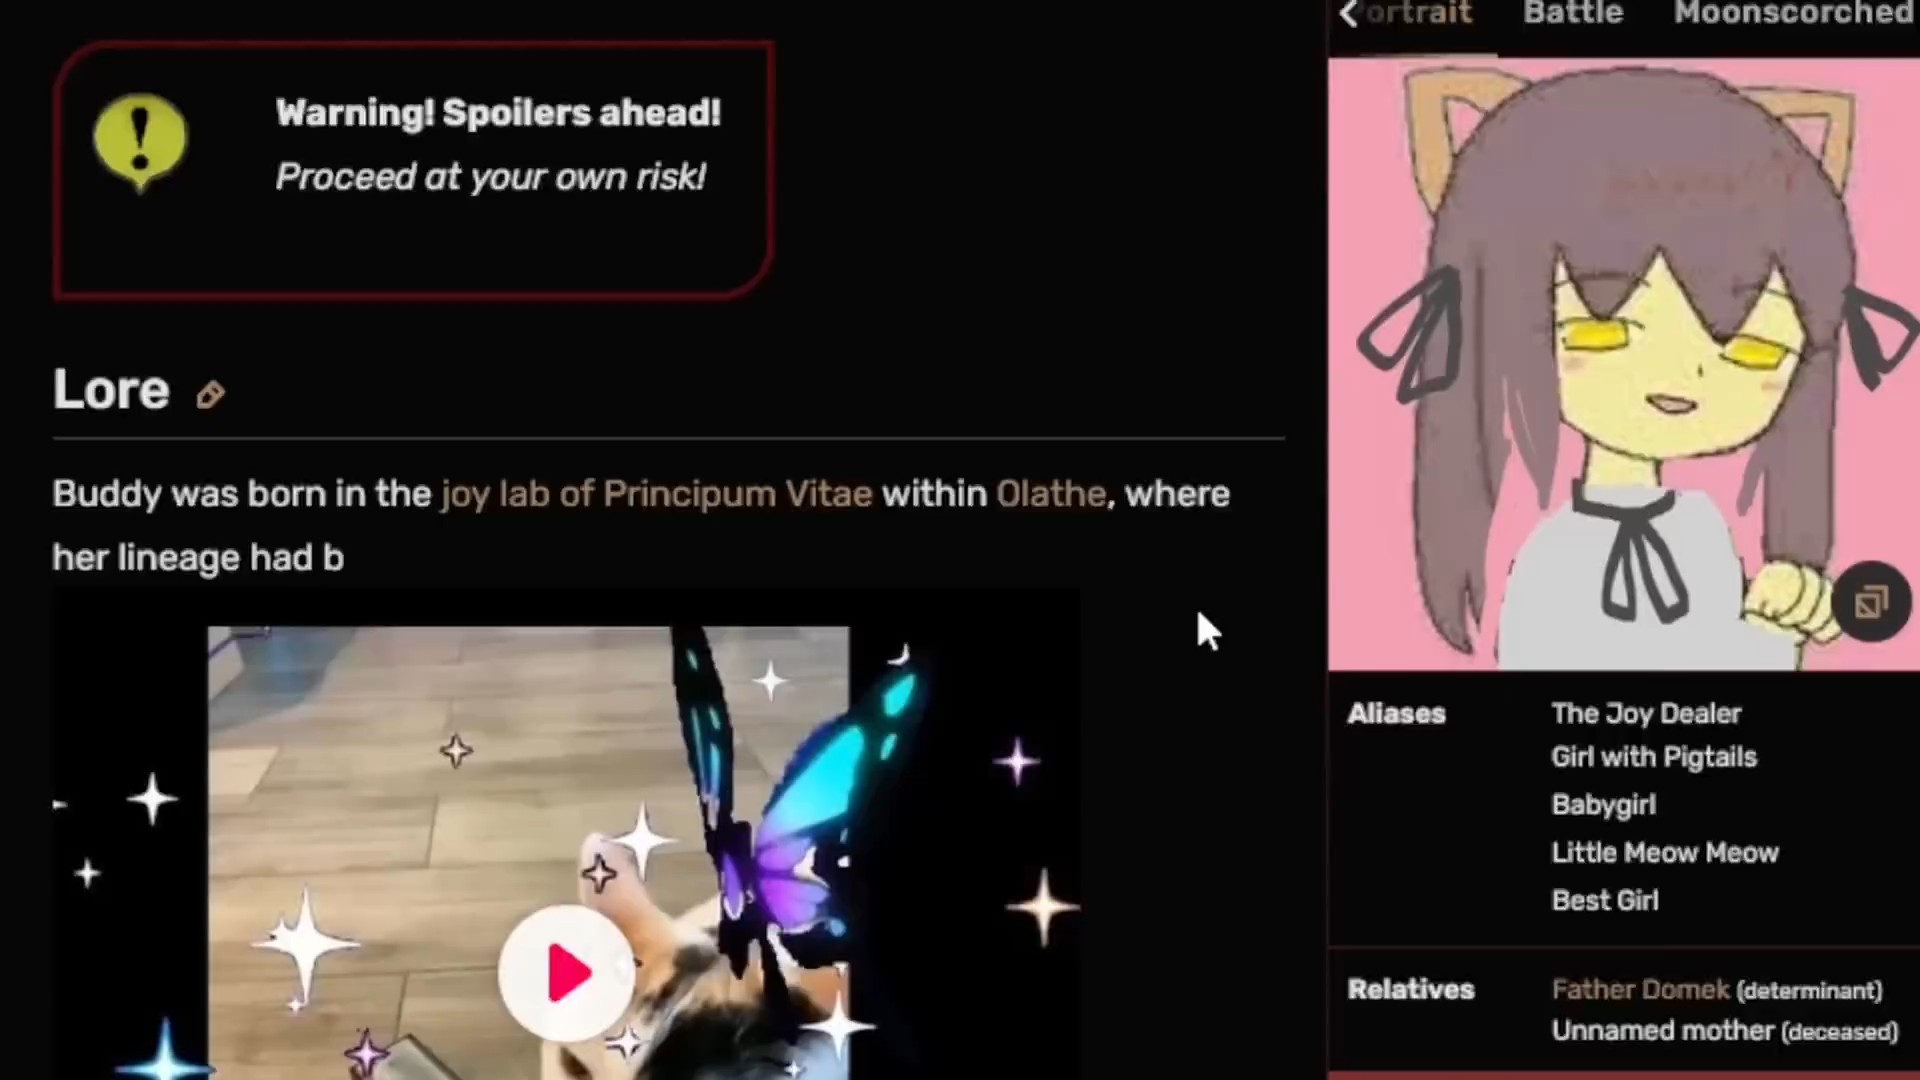 Portrait
Battle
Moonscorched
Warning! Spoilers ahead!
Proceed at your own risk!
Lore
Buddy was born in the joy lab of Principum Vitae within Olathe, where
her lineage had b
Aliases
The Joy Dealer
Girl with Pigtails
Babygirl
Little Meow Meow
Best Girl
Relatives
Father Domek (determinant)
Unnamed mother (deceased)